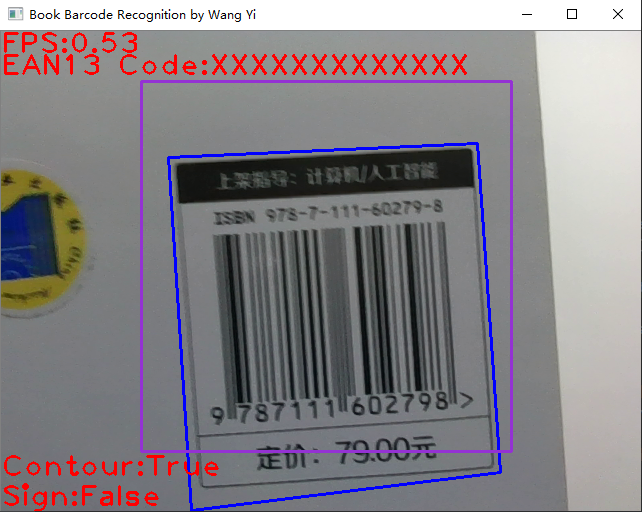 Book Barcode Recognition by Wang Yi
FPS:0.53
EAN13 Code:XXXXXXXXXXXXX
上架指导：计算机/人工智能
ISBN 978-7-111-60279-8
9 787111 602798 >
定价：79.00元
Contour:True
Sign:False